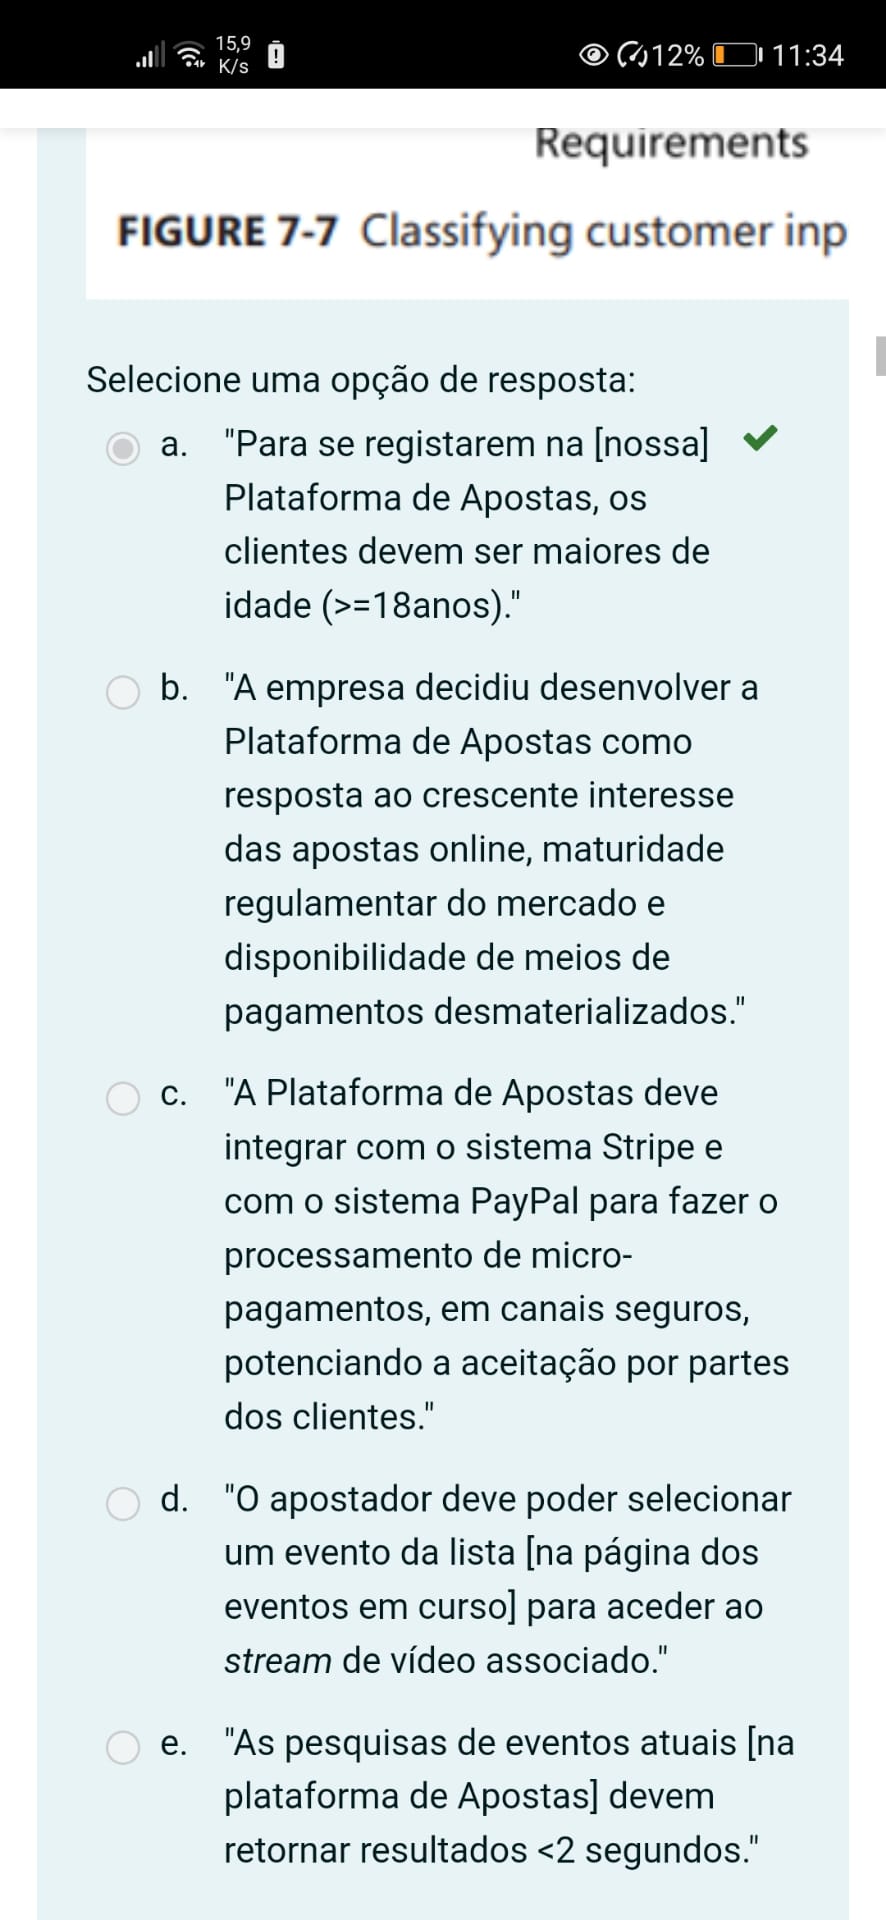 15,9
K/s
12%
11:34
Requirements
FIGURE 7-7 Classifying customer inp
Selecione uma opção de resposta:
a. "Para se registarem na [nossa]
Plataforma de Apostas, os
clientes devem ser maiores de
idade (>=18anos)."
b. "A empresa decidiu desenvolver a
Plataforma de Apostas como
resposta ao crescente interesse
das apostas online, maturidade
regulamentar do mercado e
disponibilidade de meios de
pagamentos desmaterializados."
c. "A Plataforma de Apostas deve
integrar com o sistema Stripe e
com o sistema PayPal para fazer o
processamento de micro-
pagamentos, em canais seguros,
potenciando a aceitação por partes
dos clientes."
d. "O apostador deve poder selecionar
um evento da lista [na página dos
eventos em curso] para aceder ao
stream de vídeo associado."
e. "As pesquisas de eventos atuais [na
plataforma de Apostas] devem
retornar resultados <2 segundos."